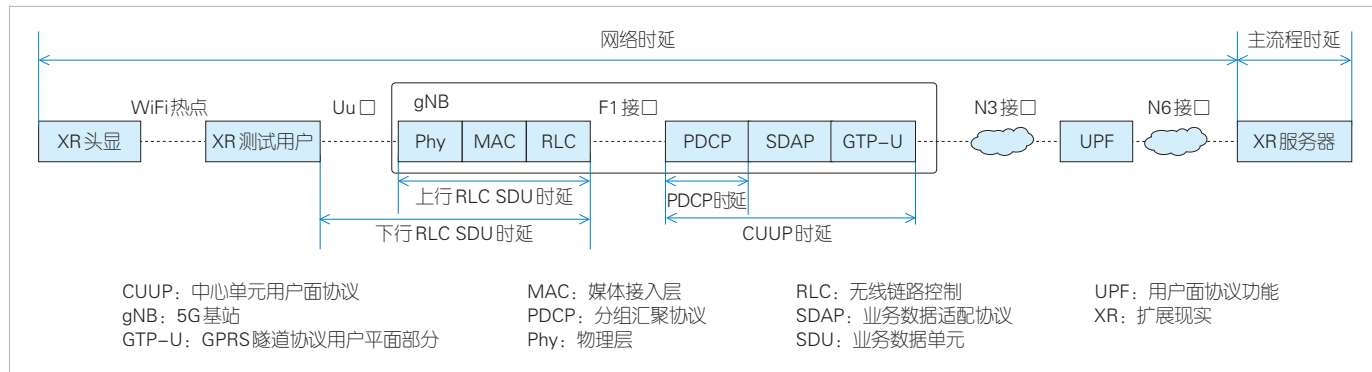 网络时延 主流程时延
WiFi热点 Uu口 gNB F1接口 N3接口 N6接口
XR头显 XR测试用户 Phy MAC RLC PDCP SDAP GTP-U UPF XR服务器
上行RLC SDU时延 PDCP时延
下行RLC SDU时延 CUUP时延
CUUP：中心单元用户面协议 MAC：媒体接入层 RLC：无线链路控制 UPF：用户面协议功能
gNB：5G基站 PDCP：分组汇聚协议 SDAP：业务数据适配协议 XR：扩展现实
GTP-U：GPRS隧道协议用户平面部分 Phy：物理层 SDU：业务数据单元